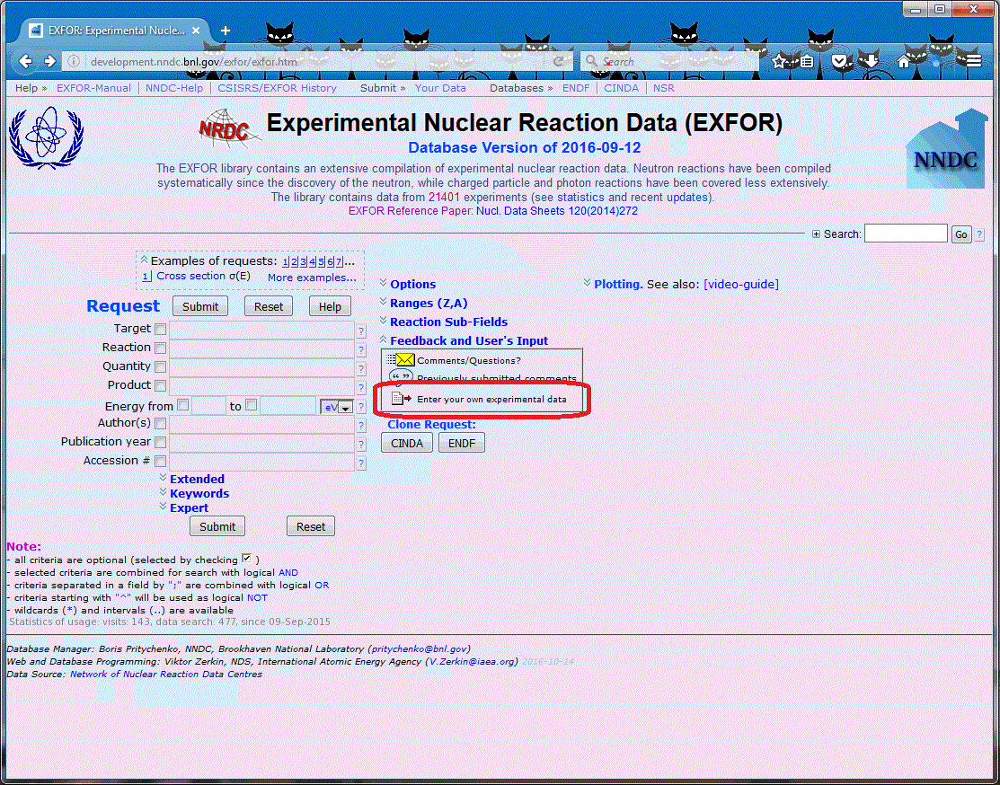 EXFOR: Experimental Nucle...
development.nndc.bnl.gov/exfor/exfor.htm
Search
Help » EXFOR-Manual | NNDC-Help | CSISRS/EXFOR History Submit » Your Data Databases » ENDF | CINDA | NSR
NRDC
Experimental Nuclear Reaction Data (EXFOR)
Database Version of 2016-09-12
NNDC
The EXFOR library contains an extensive compilation of experimental nuclear reaction data. Neutron reactions have been compiled
systematically since the discovery of the neutron, while charged particle and photon reactions have been covered less extensively.
The library contains data from 21401 experiments (see statistics and recent updates).
EXFOR Reference Paper: Nucl. Data Sheets 120(2014)272
Search: Go ?
Examples of requests: 1|2|3|4|5|6|7|...
1| Cross section σ(E) More examples...
Request Submit Reset Help
Target ?
Reaction ?
Quantity ?
Product ?
Energy from to eV ?
Author(s) ?
Publication year ?
Accession # ?
Extended
Keywords
Expert
Submit Reset
Options
Ranges (Z,A)
Reaction Sub-Fields
Feedback and User's Input
Comments/Questions?
Previously submitted comments
Enter your own experimental data
Clone Request:
CINDA ENDF
Plotting. See also: [video-guide]
Note:
- all criteria are optional (selected by checking )
- selected criteria are combined for search with logical AND
- criteria separated in a field by ";" are combined with logical OR
- criteria starting with "^" will be used as logical NOT
- wildcards (*) and intervals (..) are available
Statistics of usage: visits: 143, data search: 477, since 09-Sep-2015
Database Manager: Boris Pritychenko, NNDC, Brookhaven National Laboratory (pritychenko@bnl.gov)
Web and Database Programming: Viktor Zerkin, NDS, International Atomic Energy Agency (V.Zerkin@iaea.org) 2016-10-14
Data Source: Network of Nuclear Reaction Data Centres